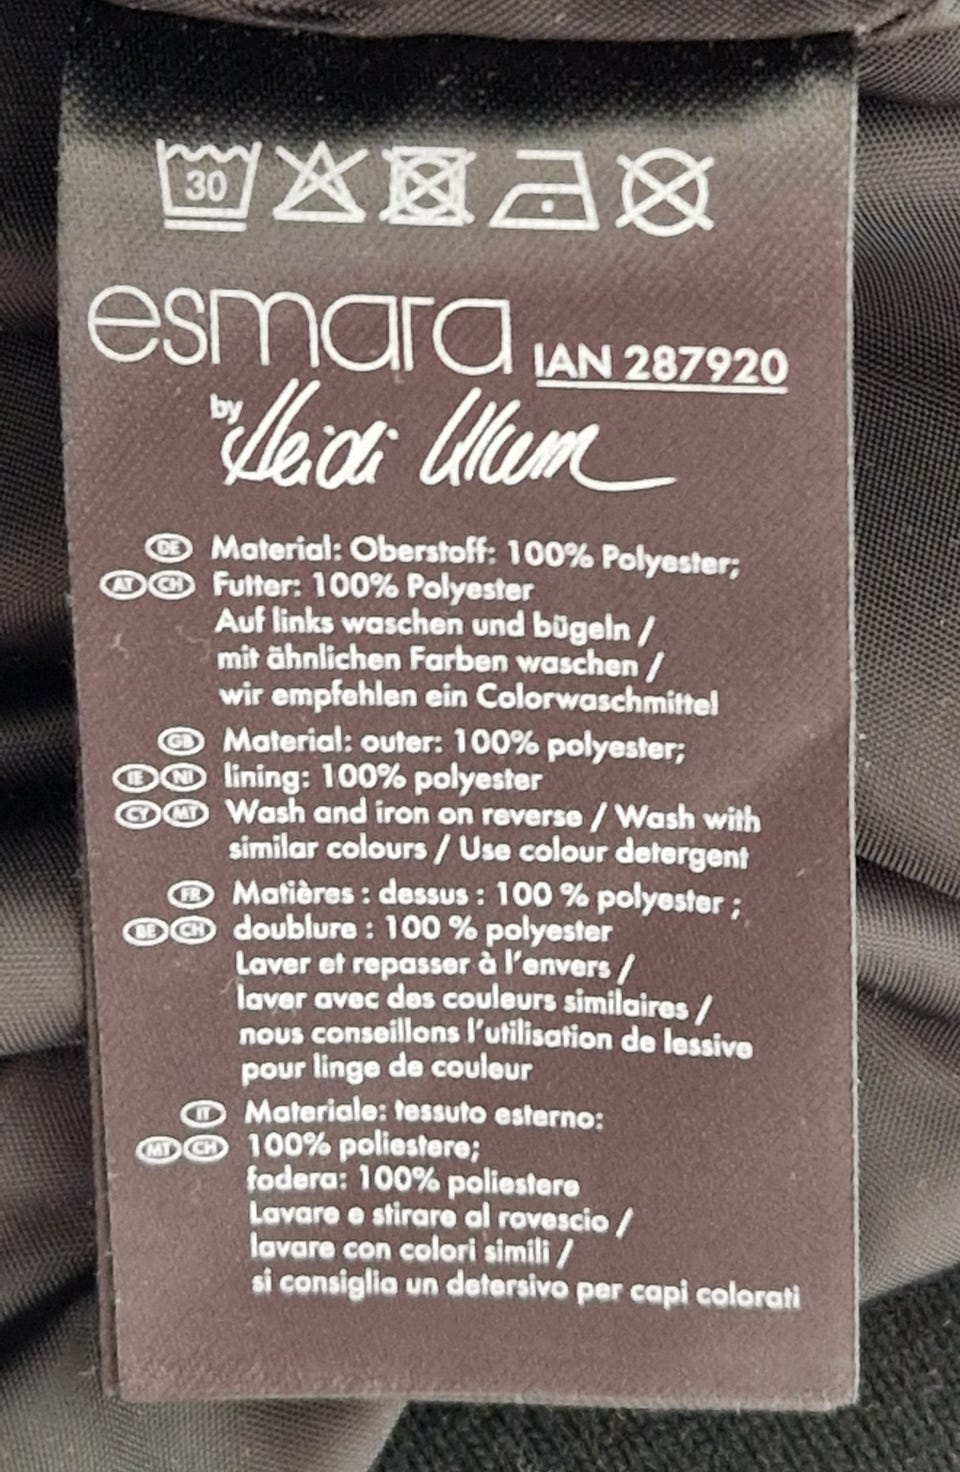 30
esmara IAN 287920
by Heidi Klum
DE Material: Oberstoff: 100% Polyester;
AT CH Futter: 100% Polyester
Auf links waschen und bügeln /
mit ähnlichen Farben waschen /
wir empfehlen ein Colorwaschmittel
GB Material: outer: 100% polyester;
IE NI lining: 100% polyester
CY MT Wash and iron on reverse / Wash with
similar colours / Use colour detergent
FR Matières : dessus : 100 % polyester ;
BE CH doublure : 100 % polyester
Laver et repasser à l'envers /
laver avec des couleurs similaires /
nous conseillons l'utilisation de lessive
pour linge de couleur
IT Materiale: tessuto esterno:
MT CH 100% poliestere;
fodera: 100% poliestere
Lavare e stirare al rovescio /
lavare con colori simili /
si consiglia un detersivo per capi colorati